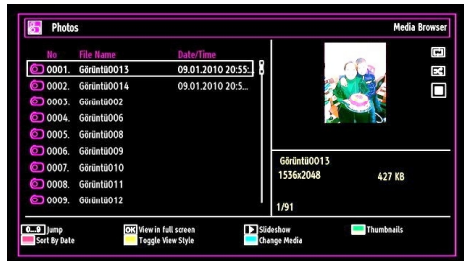 Photos
Media Browser
No File Name Date/Time
0001. Görüntü0013 09.01.2010 20:55:..
0002. Görüntü0014 09.01.2010 20:5...
0003. Görüntü002
0004. Görüntü006
0005. Görüntü008
0006. Görüntü009
0007. Görüntü010
0008. Görüntü011
0009. Görüntü012
Görüntü0013
1536x2048 427 KB
1/91
0...9 Jump OK View in full screen Slideshow Thumbnails
Sort By Date Toggle View Style Change Media